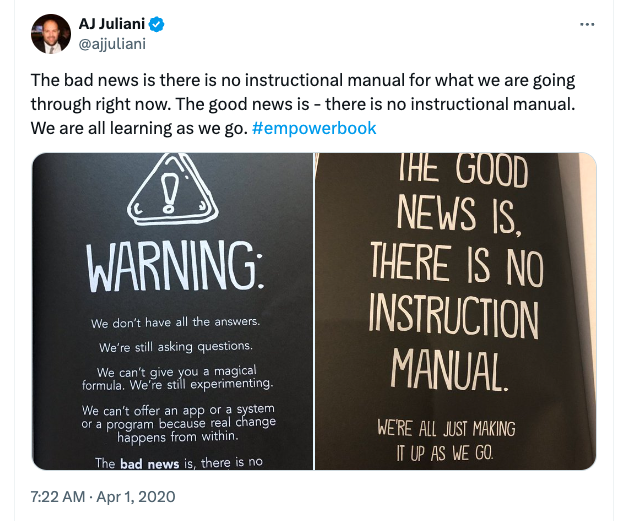 AJ Juliani
@ajjuliani
The bad news is there is no instructional manual for what we are going
through right now. The good news is - there is no instructional manual.
We are all learning as we go. #empowerbook
WARNING:
We don't have all the answers.
We're still asking questions.
We can't give you a magical
formula. We're still experimenting.
We can't offer an app or a system
or a program because real change
happens from within.
The bad news is, there is no
THE GOOD
NEWS IS,
THERE IS NO
INSTRUCTION
MANUAL.
WE'RE ALL JUST MAKING
IT UP AS WE GO.
7:22 AM · Apr 1, 2020